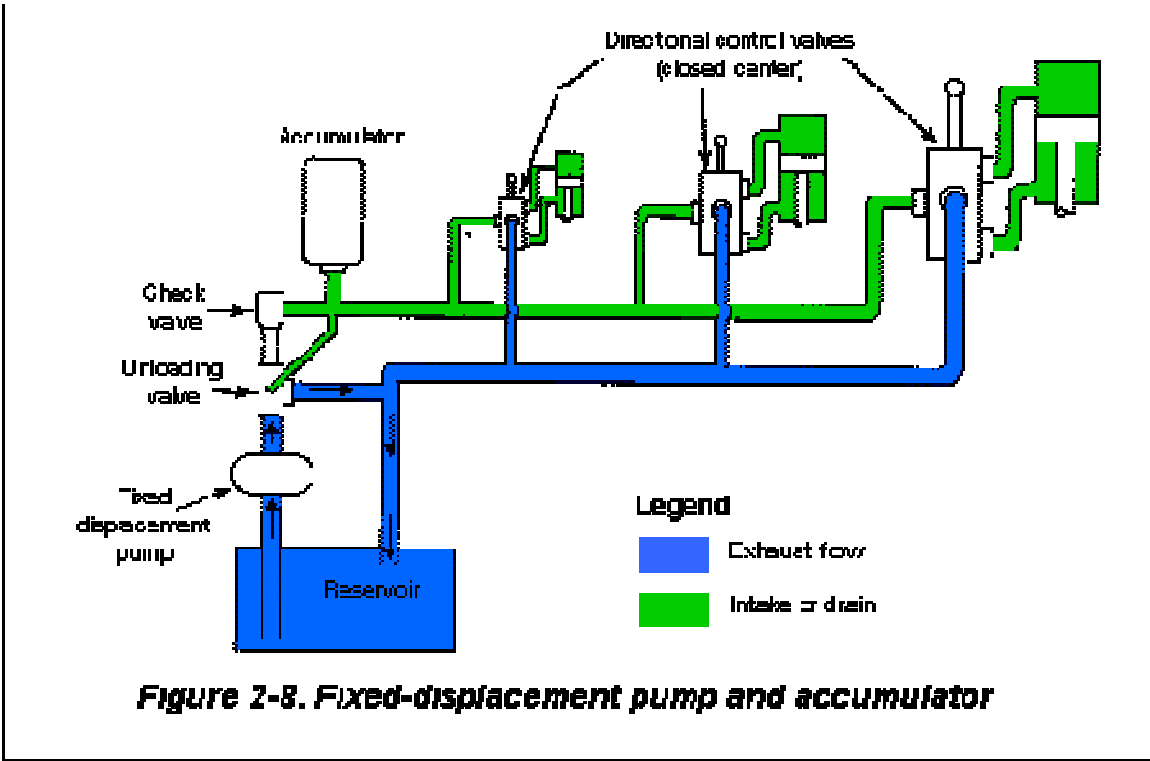 Directional control valves
(closed center)
Accumulator
Check
vave
Unloading
valve
Fixed
displacement
pump
Reservoir
Legend
Exhaust flow
Intake or drain
Figure 2-8. Fixed-displacement pump and accumulator